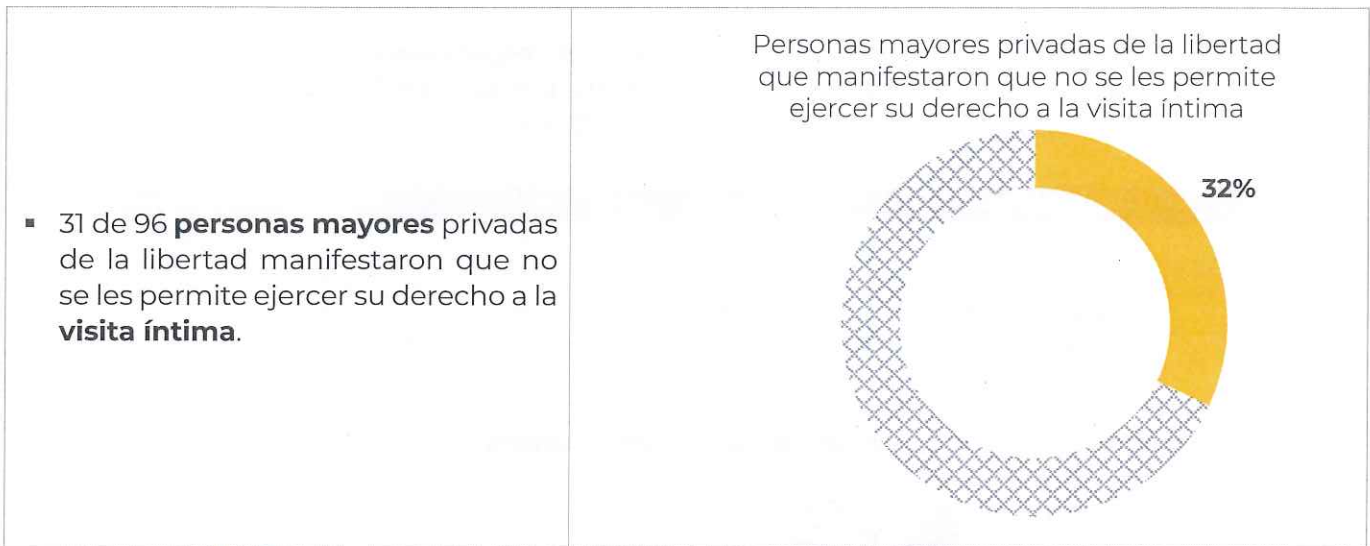 ▪ 31 de 96 personas mayores privadas
de la libertad manifestaron que no
se les permite ejercer su derecho a la
visita íntima.
Personas mayores privadas de la libertad
que manifestaron que no se les permite
ejercer su derecho a la visita íntima
32%